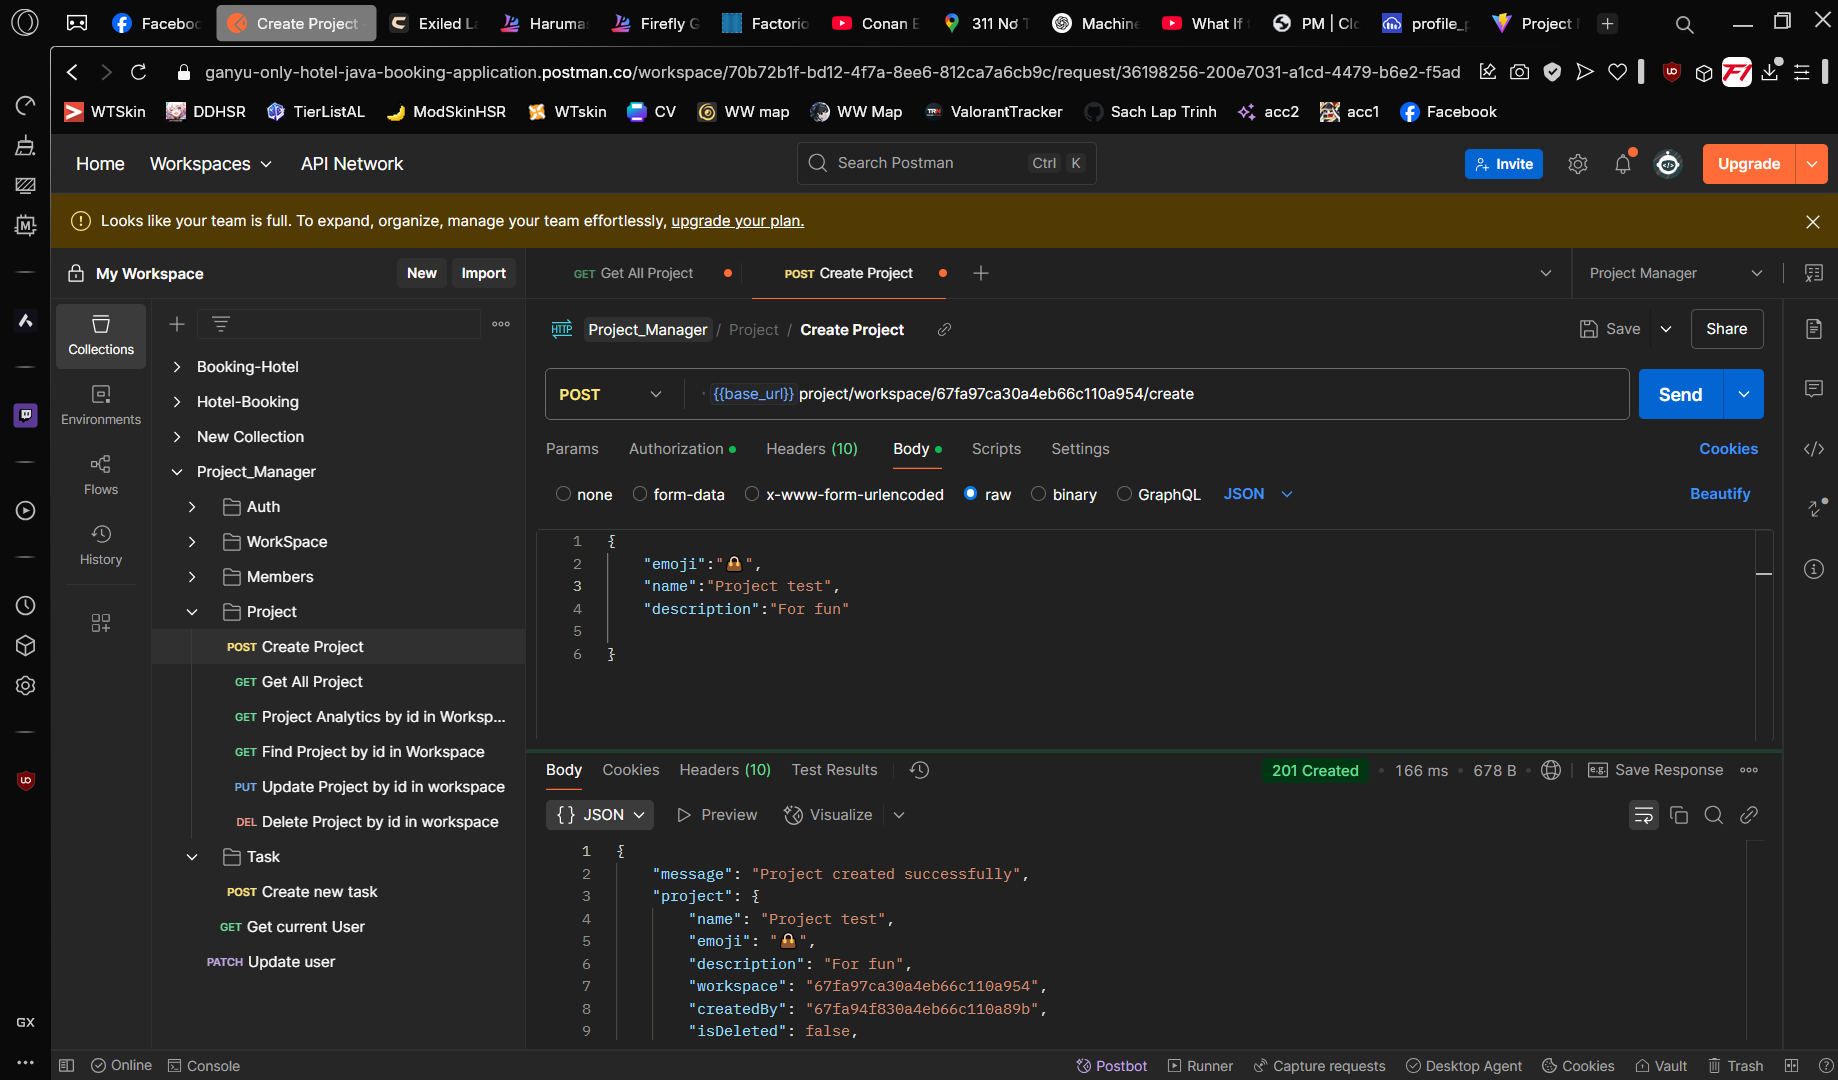 Faceboo
Create Project
Exiled La
Haruma
Firefly G
Factorio
Conan E
311 Nơ T
Machine
What If
PM | Clo
profile_p
Project
ganyu-only-hotel-java-booking-application.postman.co/workspace/70b72b1f-bd12-4f7a-8ee6-812ca7a6cb9c/request/36198256-200e7031-a1cd-4479-b6e2-f5ad
WTSkin
DDHSR
TierListAL
ModSkinHSR
WTskin
CV
WW map
WW Map
ValorantTracker
Sach Lap Trinh
acc2
acc1
Facebook
Home
Workspaces
API Network
Search Postman
Ctrl
K
Invite
Upgrade
Looks like your team is full. To expand, organize, manage your team effortlessly, upgrade your plan.
My Workspace
New
Import
GET Get All Project
POST Create Project
Project Manager
Collections
Environments
Flows
History
Booking-Hotel
Hotel-Booking
New Collection
Project_Manager
Auth
WorkSpace
Members
Project
POST Create Project
GET Get All Project
GET Project Analytics by id in Worksp...
GET Find Project by id in Workspace
PUT Update Project by id in workspace
DEL Delete Project by id in workspace
Task
POST Create new task
GET Get current User
PATCH Update user
HTTP Project_Manager / Project / Create Project
Save
Share
POST
{{base_url}} project/workspace/67fa97ca30a4eb66c110a954/create
Send
Params
Authorization
Headers (10)
Body
Scripts
Settings
Cookies
none
form-data
x-www-form-urlencoded
raw
binary
GraphQL
JSON
Beautify
1 {
2 "emoji":"👜",
3 "name":"Project test",
4 "description":"For fun"
5
6 }
Body
Cookies
Headers (10)
Test Results
201 Created
166 ms
678 B
e.g. Save Response
{} JSON
Preview
Visualize
1 {
2 "message": "Project created successfully",
3 "project": {
4 "name": "Project test",
5 "emoji": "👜",
6 "description": "For fun",
7 "workspace": "67fa97ca30a4eb66c110a954",
8 "createdBy": "67fa94f830a4eb66c110a89b",
9 "isDeleted": false,
GX
Online
Console
Postbot
Runner
Capture requests
Desktop Agent
Cookies
Vault
Trash